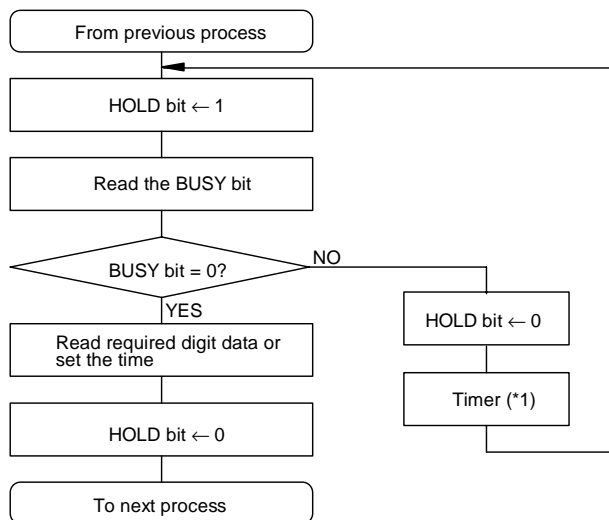 From previous process
HOLD bit ← 1
Read the BUSY bit
BUSY bit = 0?
NO
YES
Read required digit data or
set the time
HOLD bit ← 0
To next process
HOLD bit ← 0
Timer (*1)